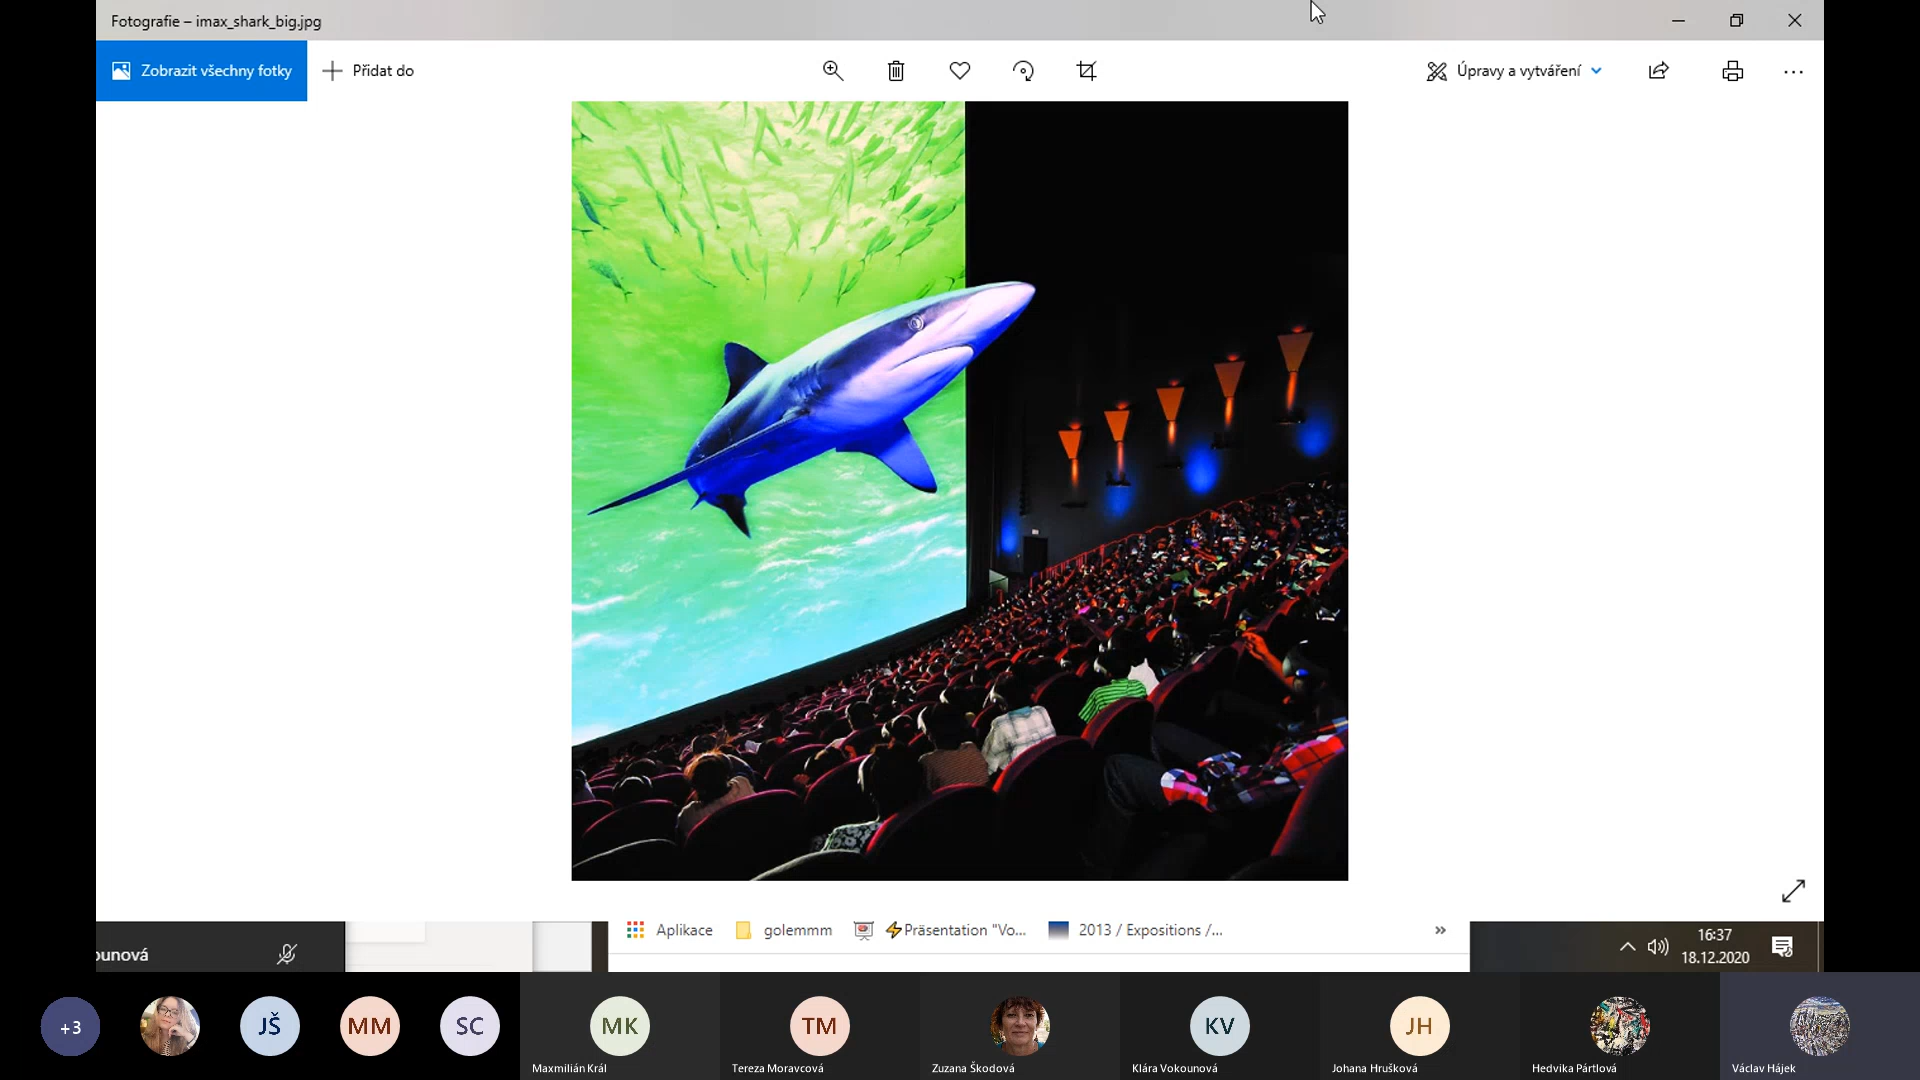 Fotografie – imax_shark_big.jpg
Zobrazit všechny fotky
Přidat do
Úpravy a vytváření
ounová
Aplikace
golemmm
⚡Präsentation "Vo...
2013 / Expositions /...
»
16:37
18.12.2020
+3
JŠ
MM
SC
MK
TM
KV
JH
Maxmilián Král
Tereza Moravcová
Zuzana Škodová
Klára Vokounová
Johana Hrušková
Hedvika Pártlová
Václav Hájek